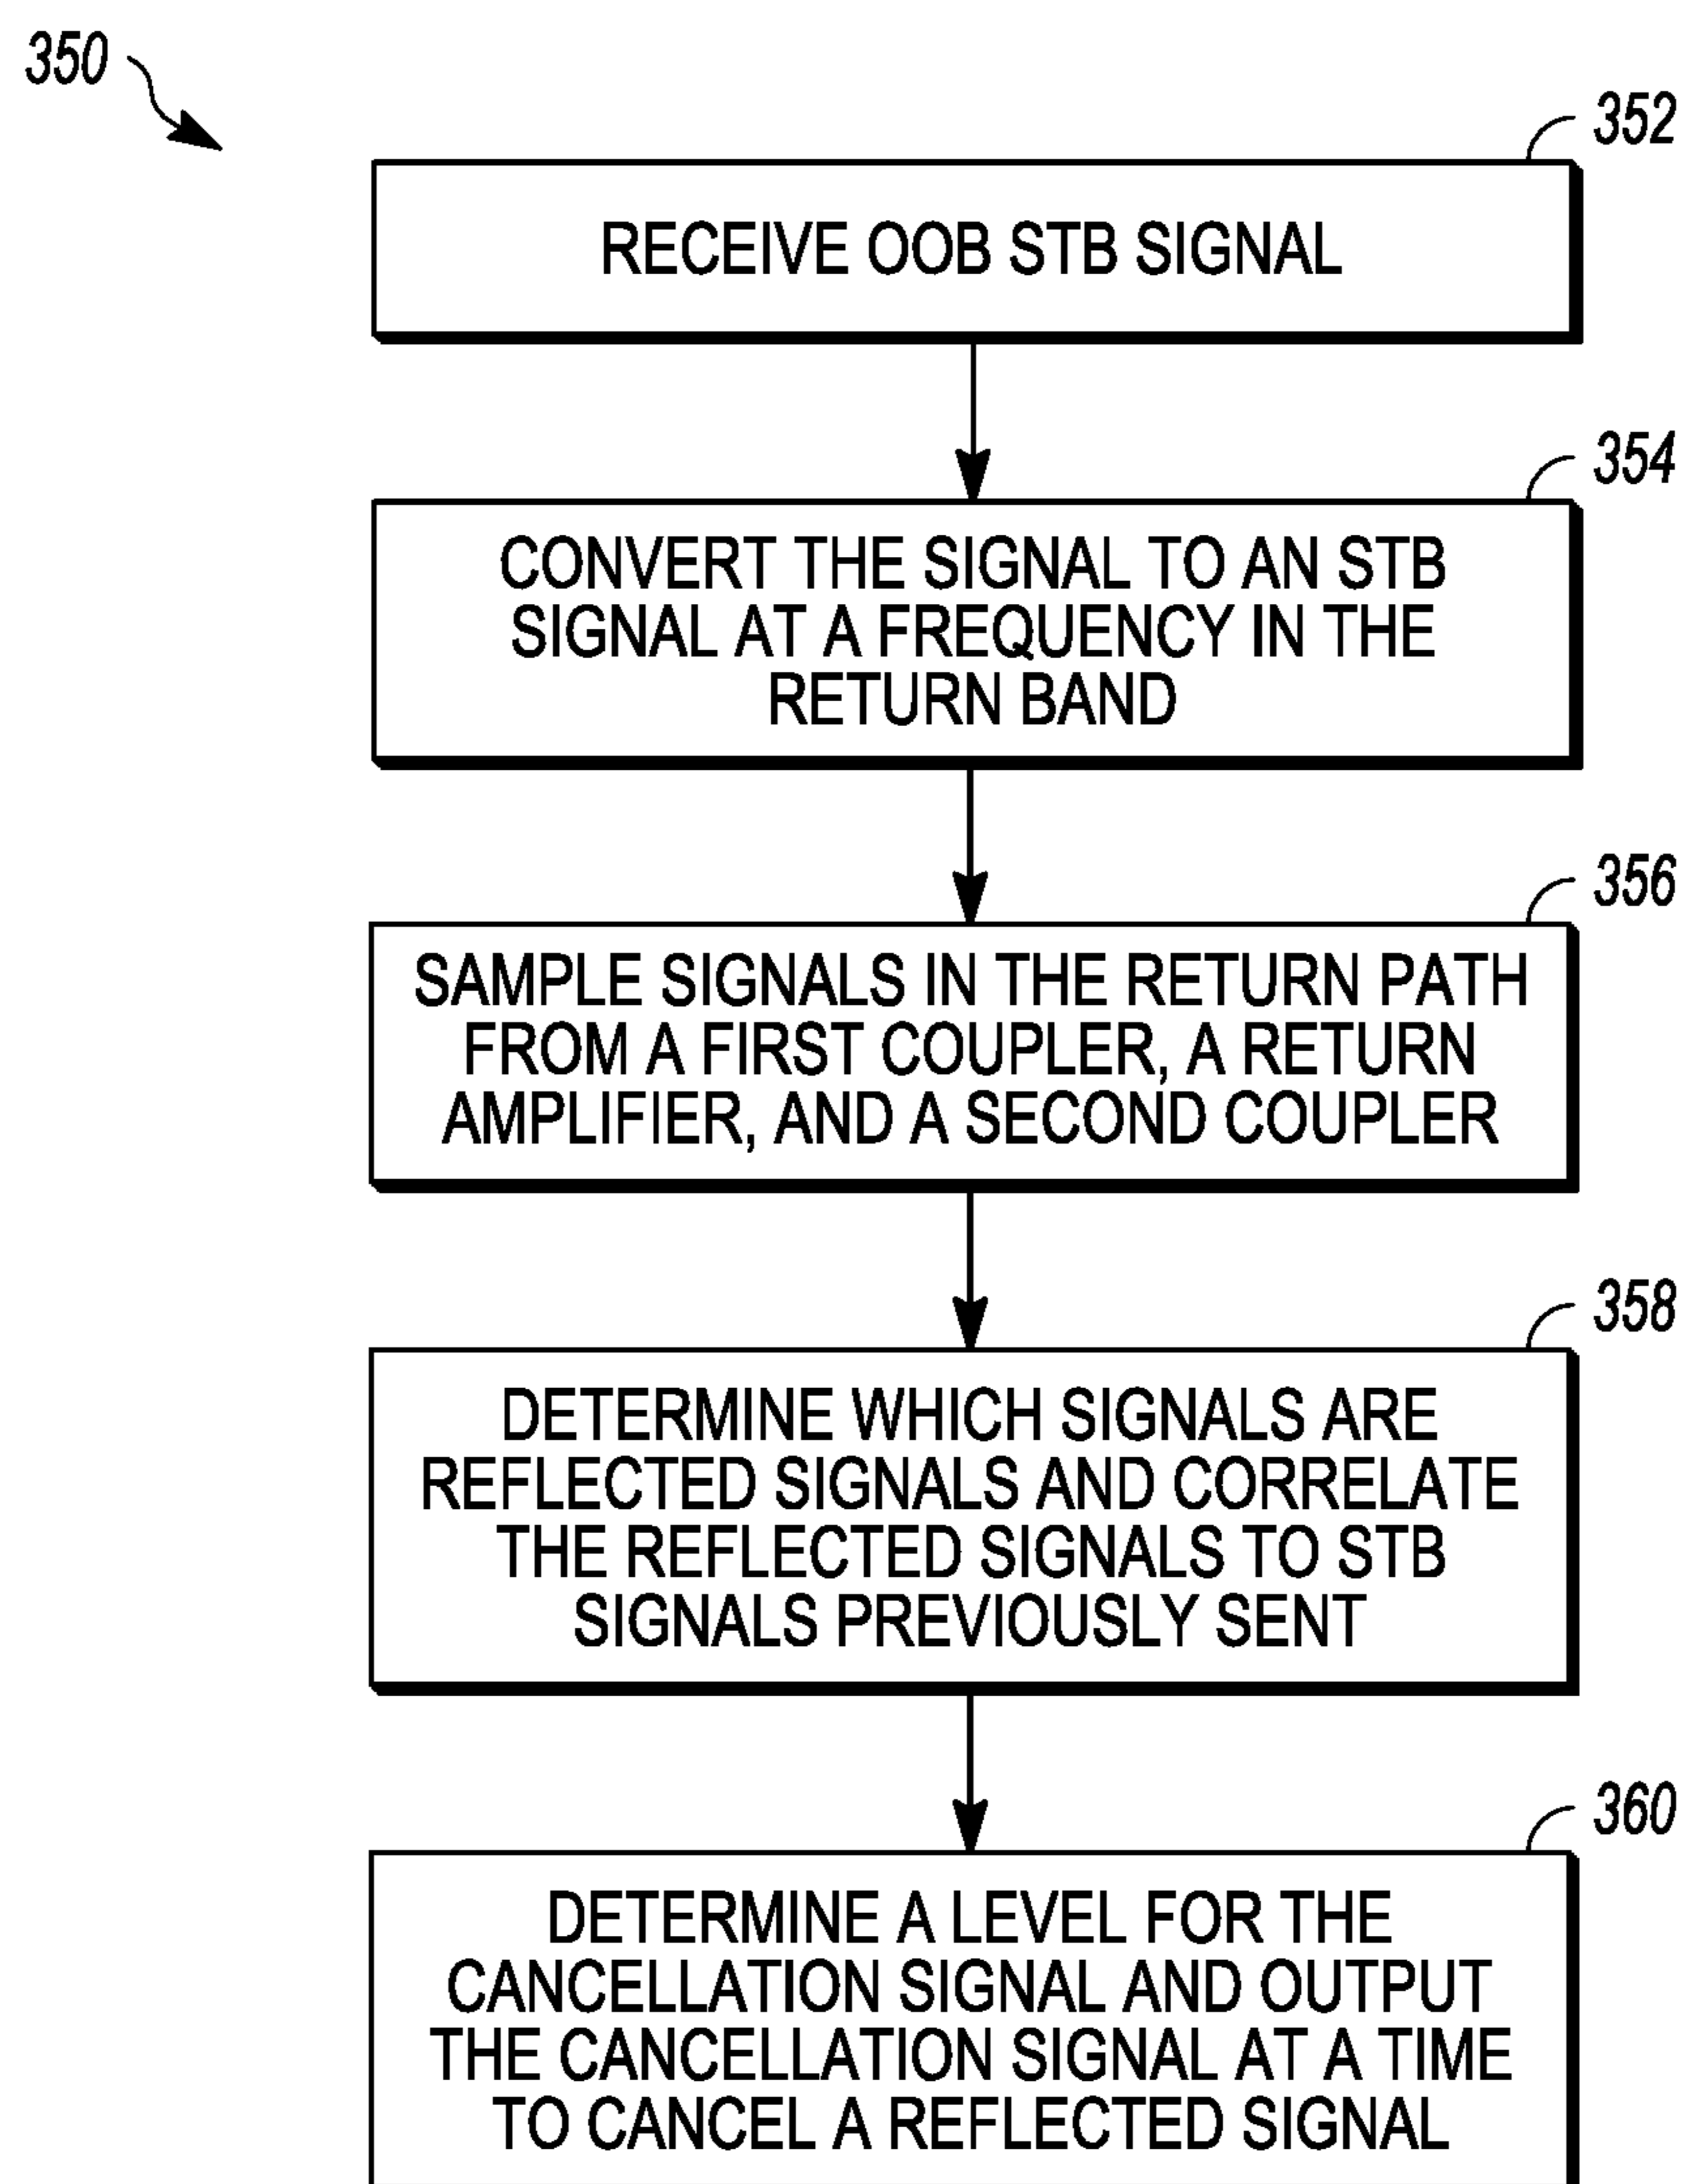 350
352
RECEIVE OOB STB SIGNAL
354
CONVERT THE SIGNAL TO AN STB
SIGNAL AT A FREQUENCY IN THE
RETURN BAND
356
SAMPLE SIGNALS IN THE RETURN PATH
FROM A FIRST COUPLER, A RETURN
AMPLIFIER, AND A SECOND COUPLER
358
DETERMINE WHICH SIGNALS ARE
REFLECTED SIGNALS AND CORRELATE
THE REFLECTED SIGNALS TO STB
SIGNALS PREVIOUSLY SENT
360
DETERMINE A LEVEL FOR THE
CANCELLATION SIGNAL AND OUTPUT
THE CANCELLATION SIGNAL AT A TIME
TO CANCEL A REFLECTED SIGNAL